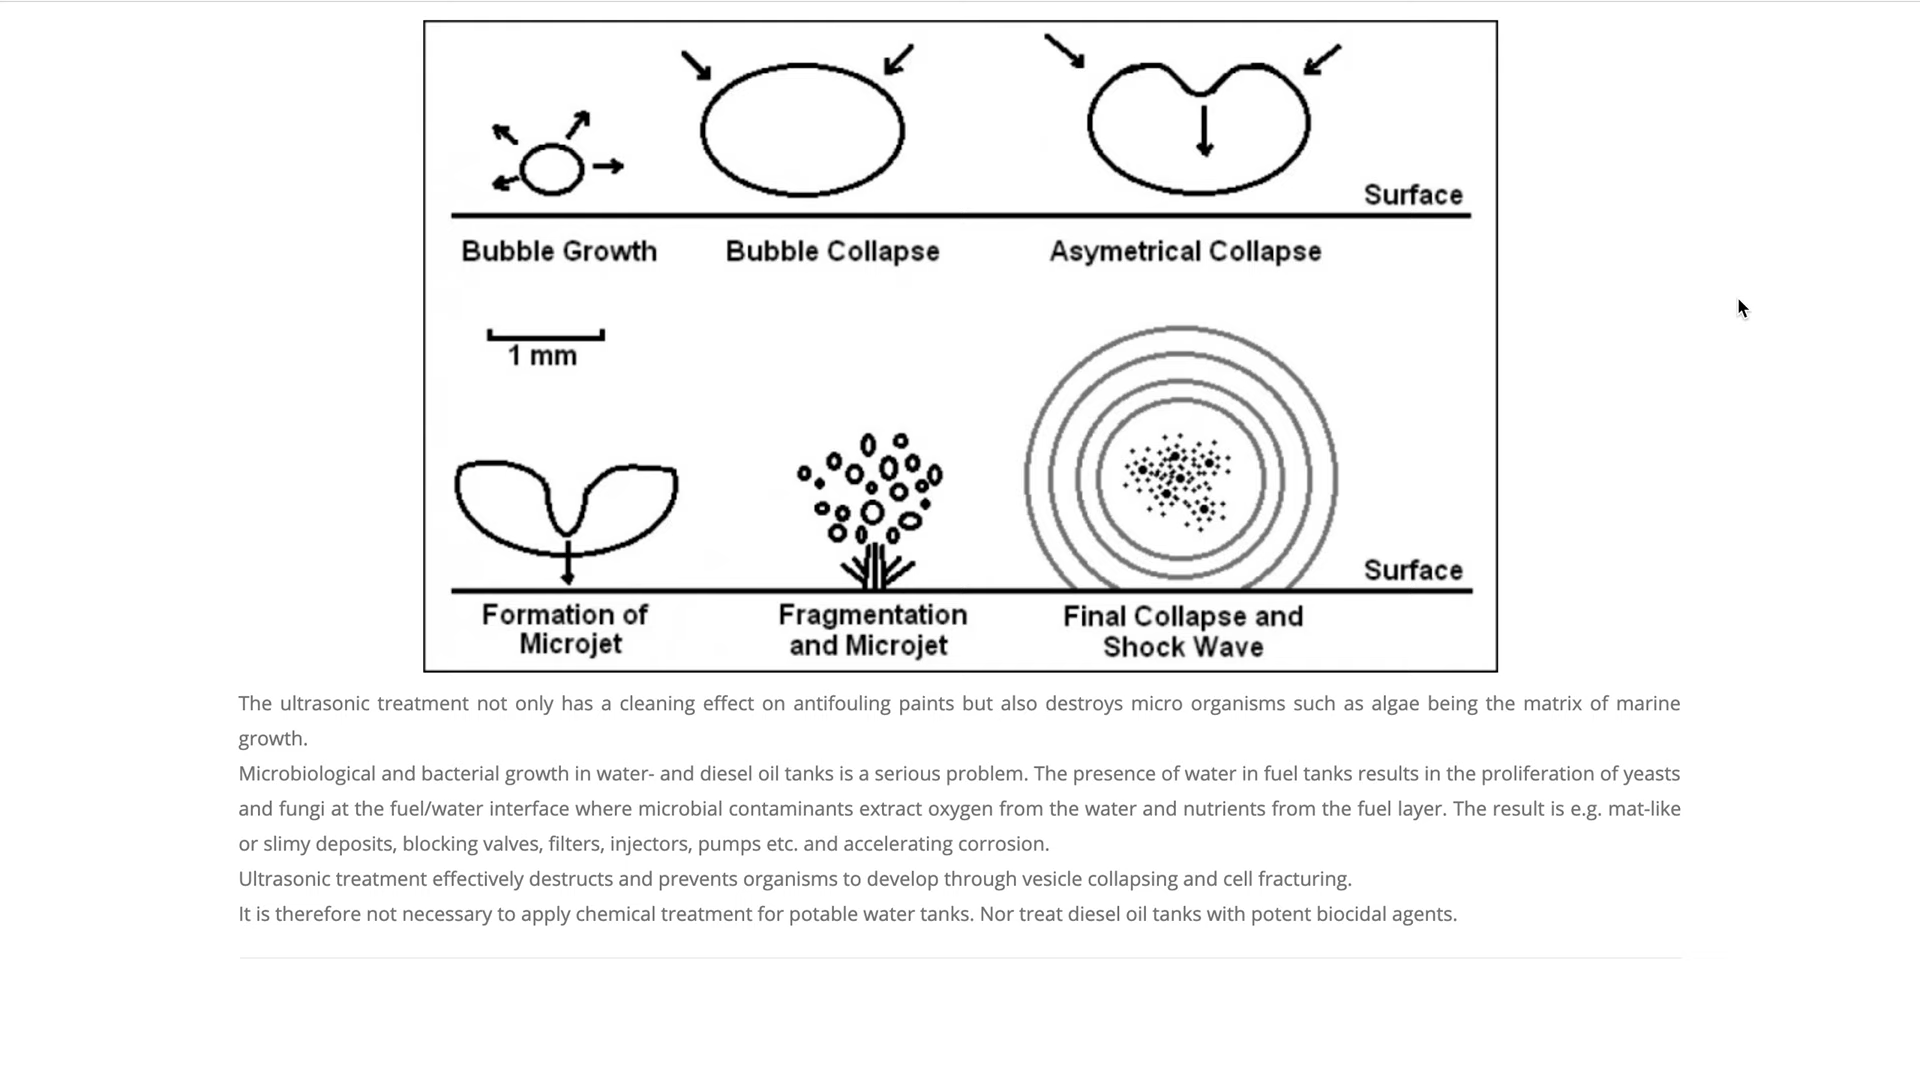 Surface
Bubble Growth
Bubble Collapse
Asymetrical Collapse
1 mm
Surface
Formation of
Microjet
Fragmentation
and Microjet
Final Collapse and
Shock Wave
The ultrasonic treatment not only has a cleaning effect on antifouling paints but also destroys micro organisms such as algae being the matrix of marine
growth.
Microbiological and bacterial growth in water- and diesel oil tanks is a serious problem. The presence of water in fuel tanks results in the proliferation of yeasts
and fungi at the fuel/water interface where microbial contaminants extract oxygen from the water and nutrients from the fuel layer. The result is e.g. mat-like
or slimy deposits, blocking valves, filters, injectors, pumps etc. and accelerating corrosion.
Ultrasonic treatment effectively destructs and prevents organisms to develop through vesicle collapsing and cell fracturing.
It is therefore not necessary to apply chemical treatment for potable water tanks. Nor treat diesel oil tanks with potent biocidal agents.